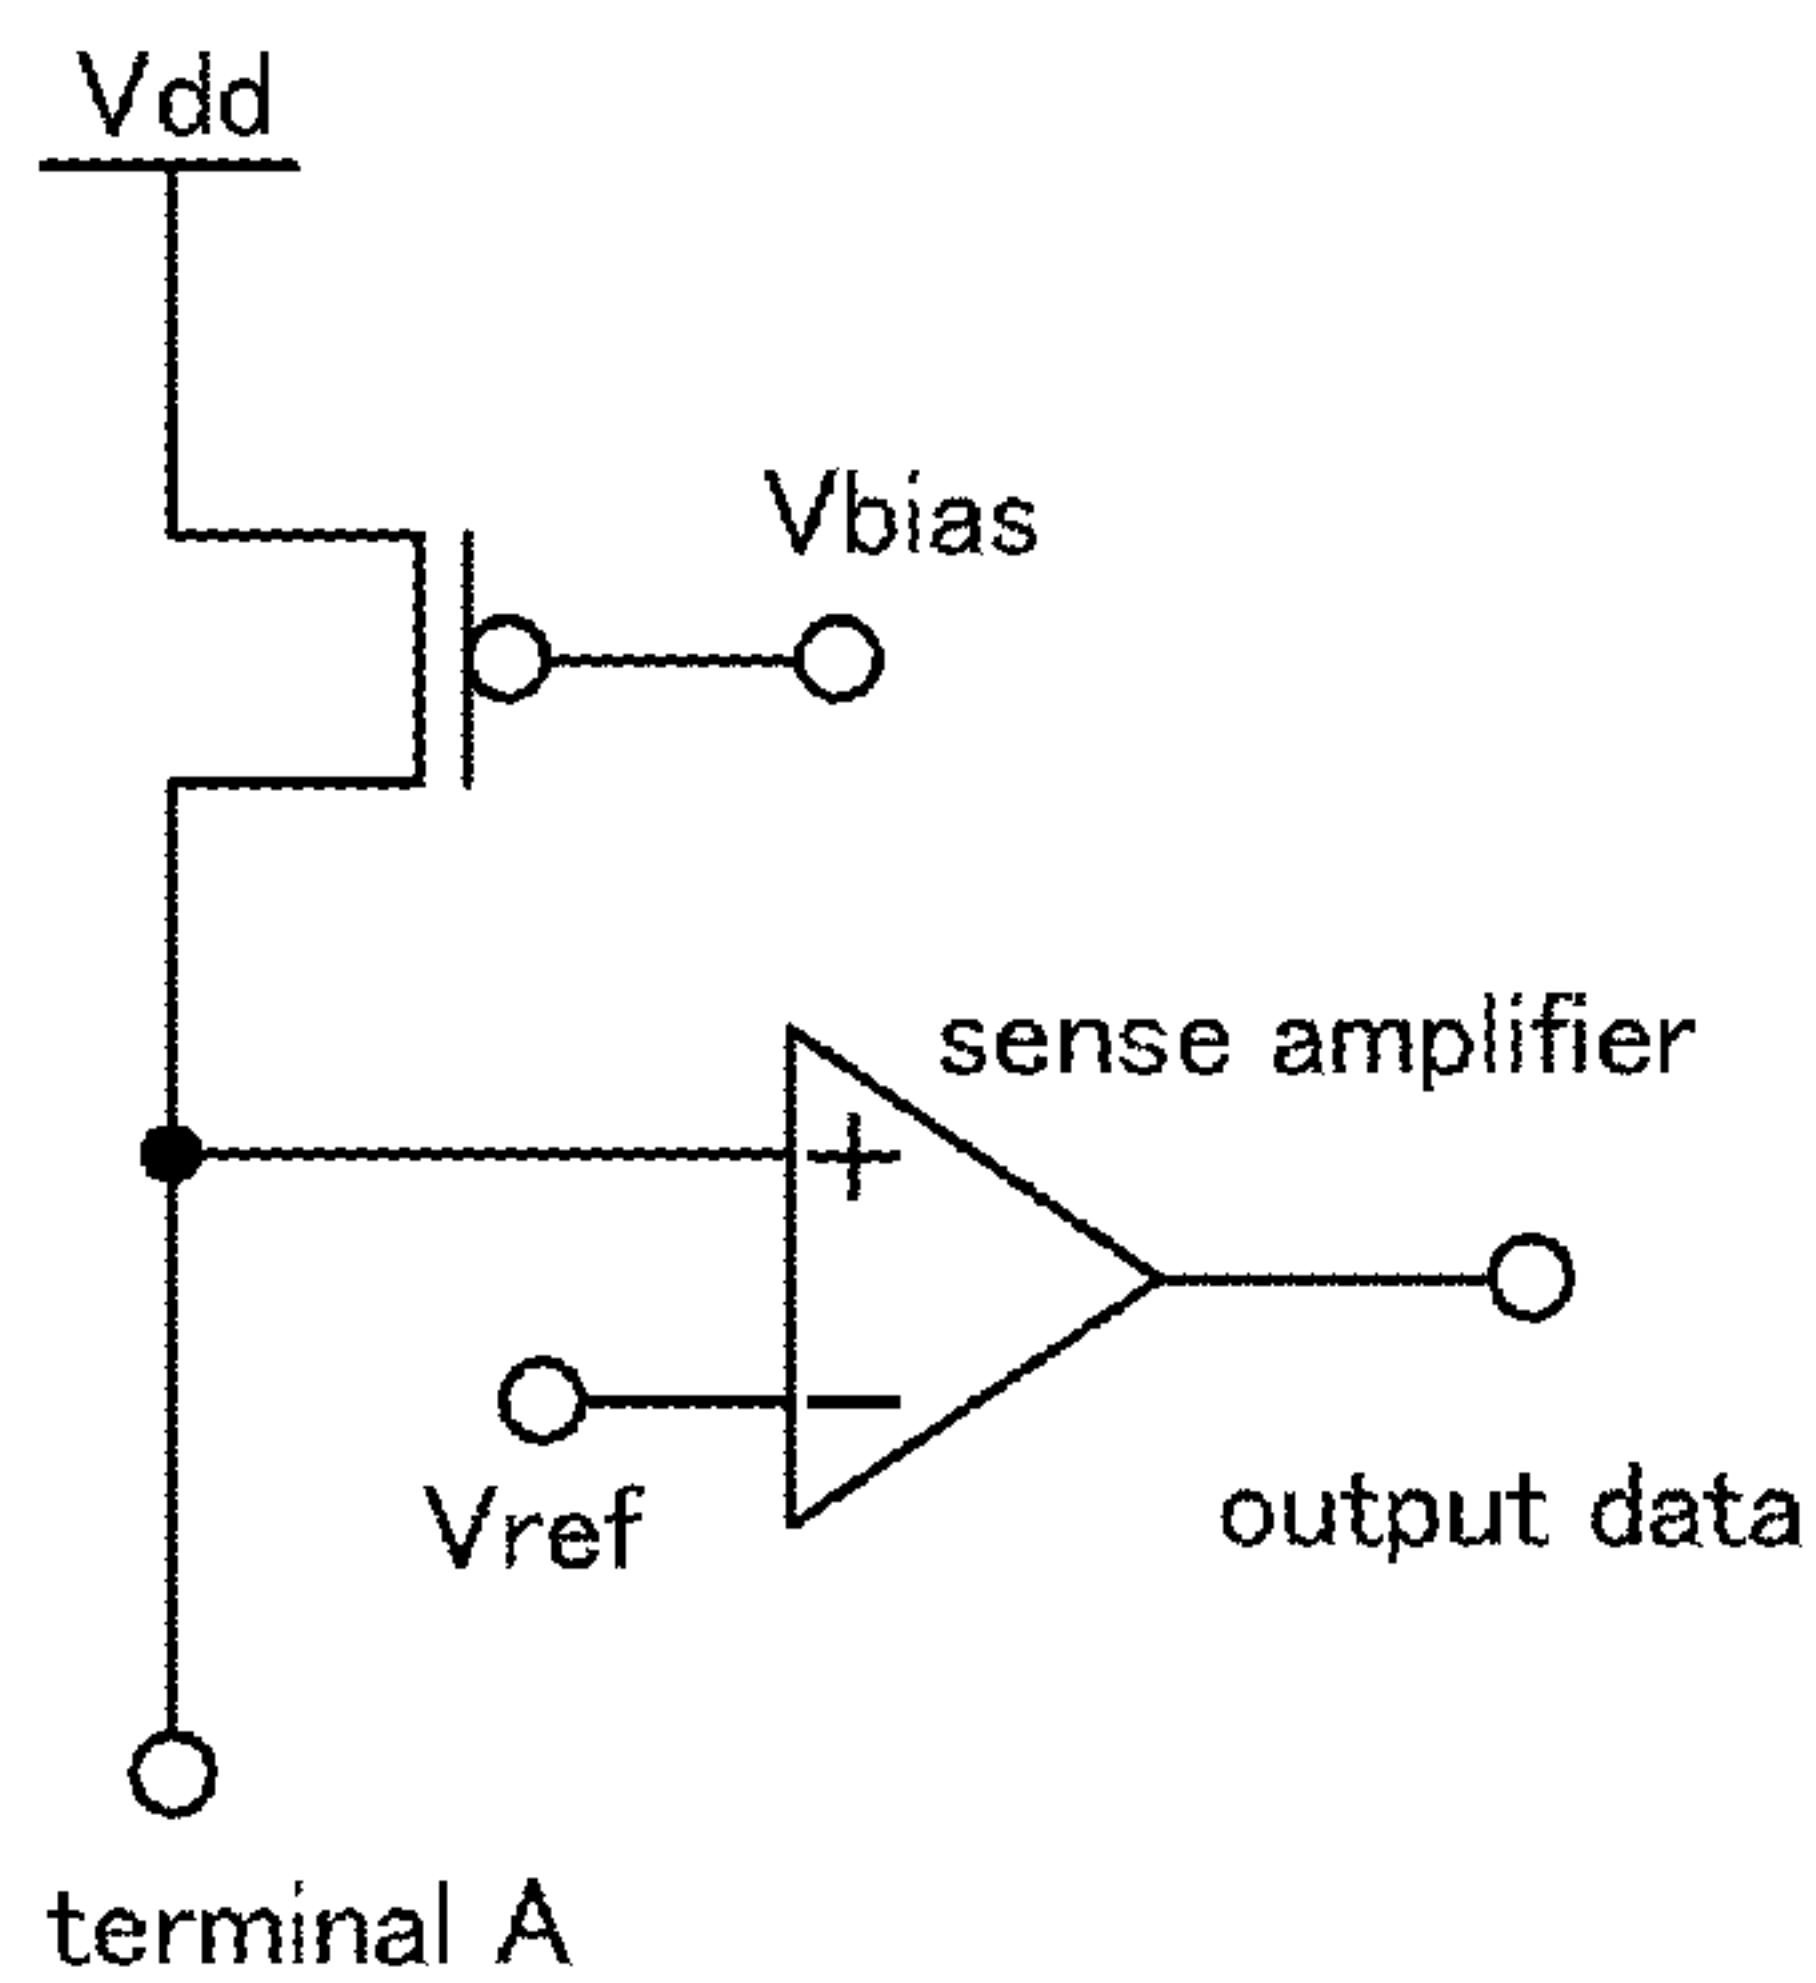 Vdd
Vbias
sense amplifier
+
Vref
output data
terminal A